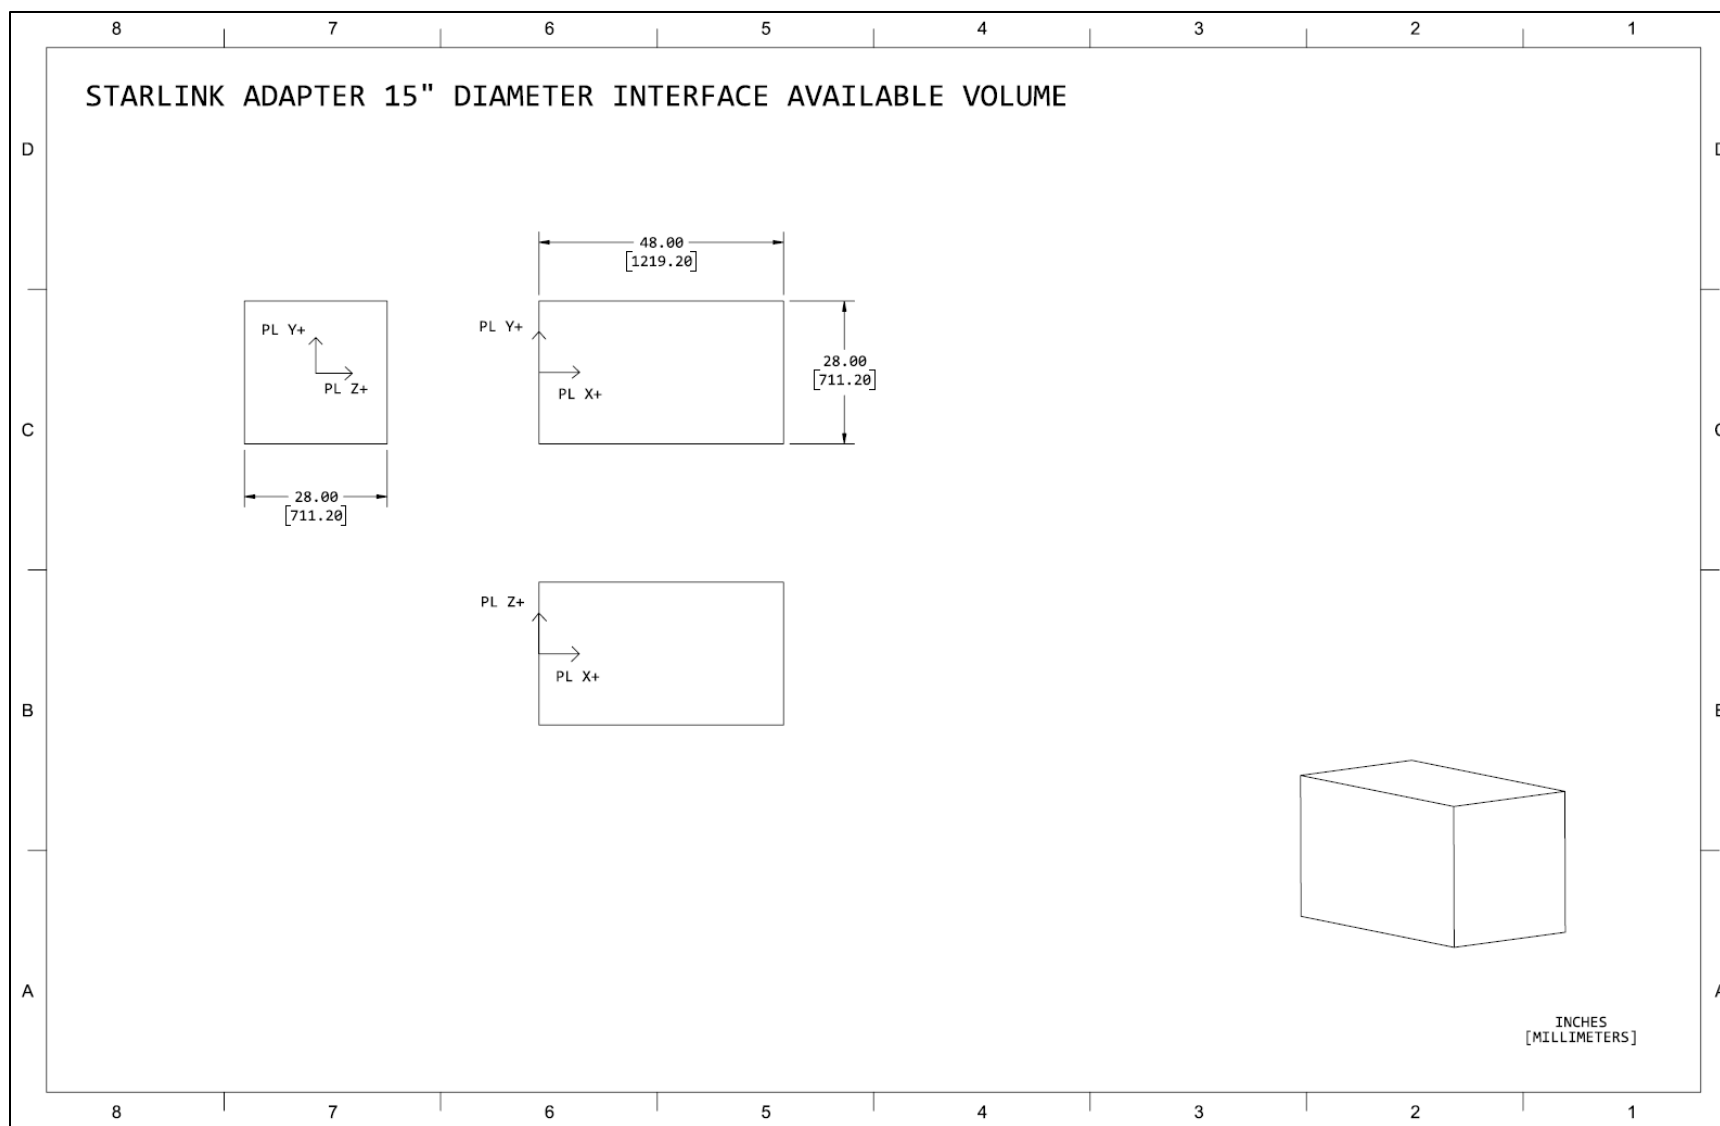 8 7 6 5 4 3 2 1
STARLINK ADAPTER 15" DIAMETER INTERFACE AVAILABLE VOLUME
D
48.00
[1219.20]
PL Y+
PL Z+
PL Y+
PL X+
28.00
[711.20]
C
28.00
[711.20]
PL Z+
PL X+
B
A
INCHES
[MILLIMETERS]
8 7 6 5 4 3 2 1